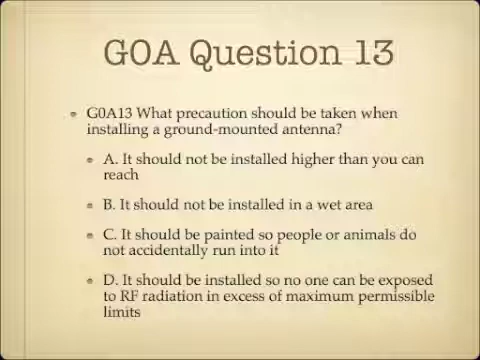 G0A Question 13
G0A13 What precaution should be taken when
installing a ground-mounted antenna?
A. It should not be installed higher than you can
reach
B. It should not be installed in a wet area
C. It should be painted so people or animals do
not accidentally run into it
D. It should be installed so no one can be exposed
to RF radiation in excess of maximum permissible
limits